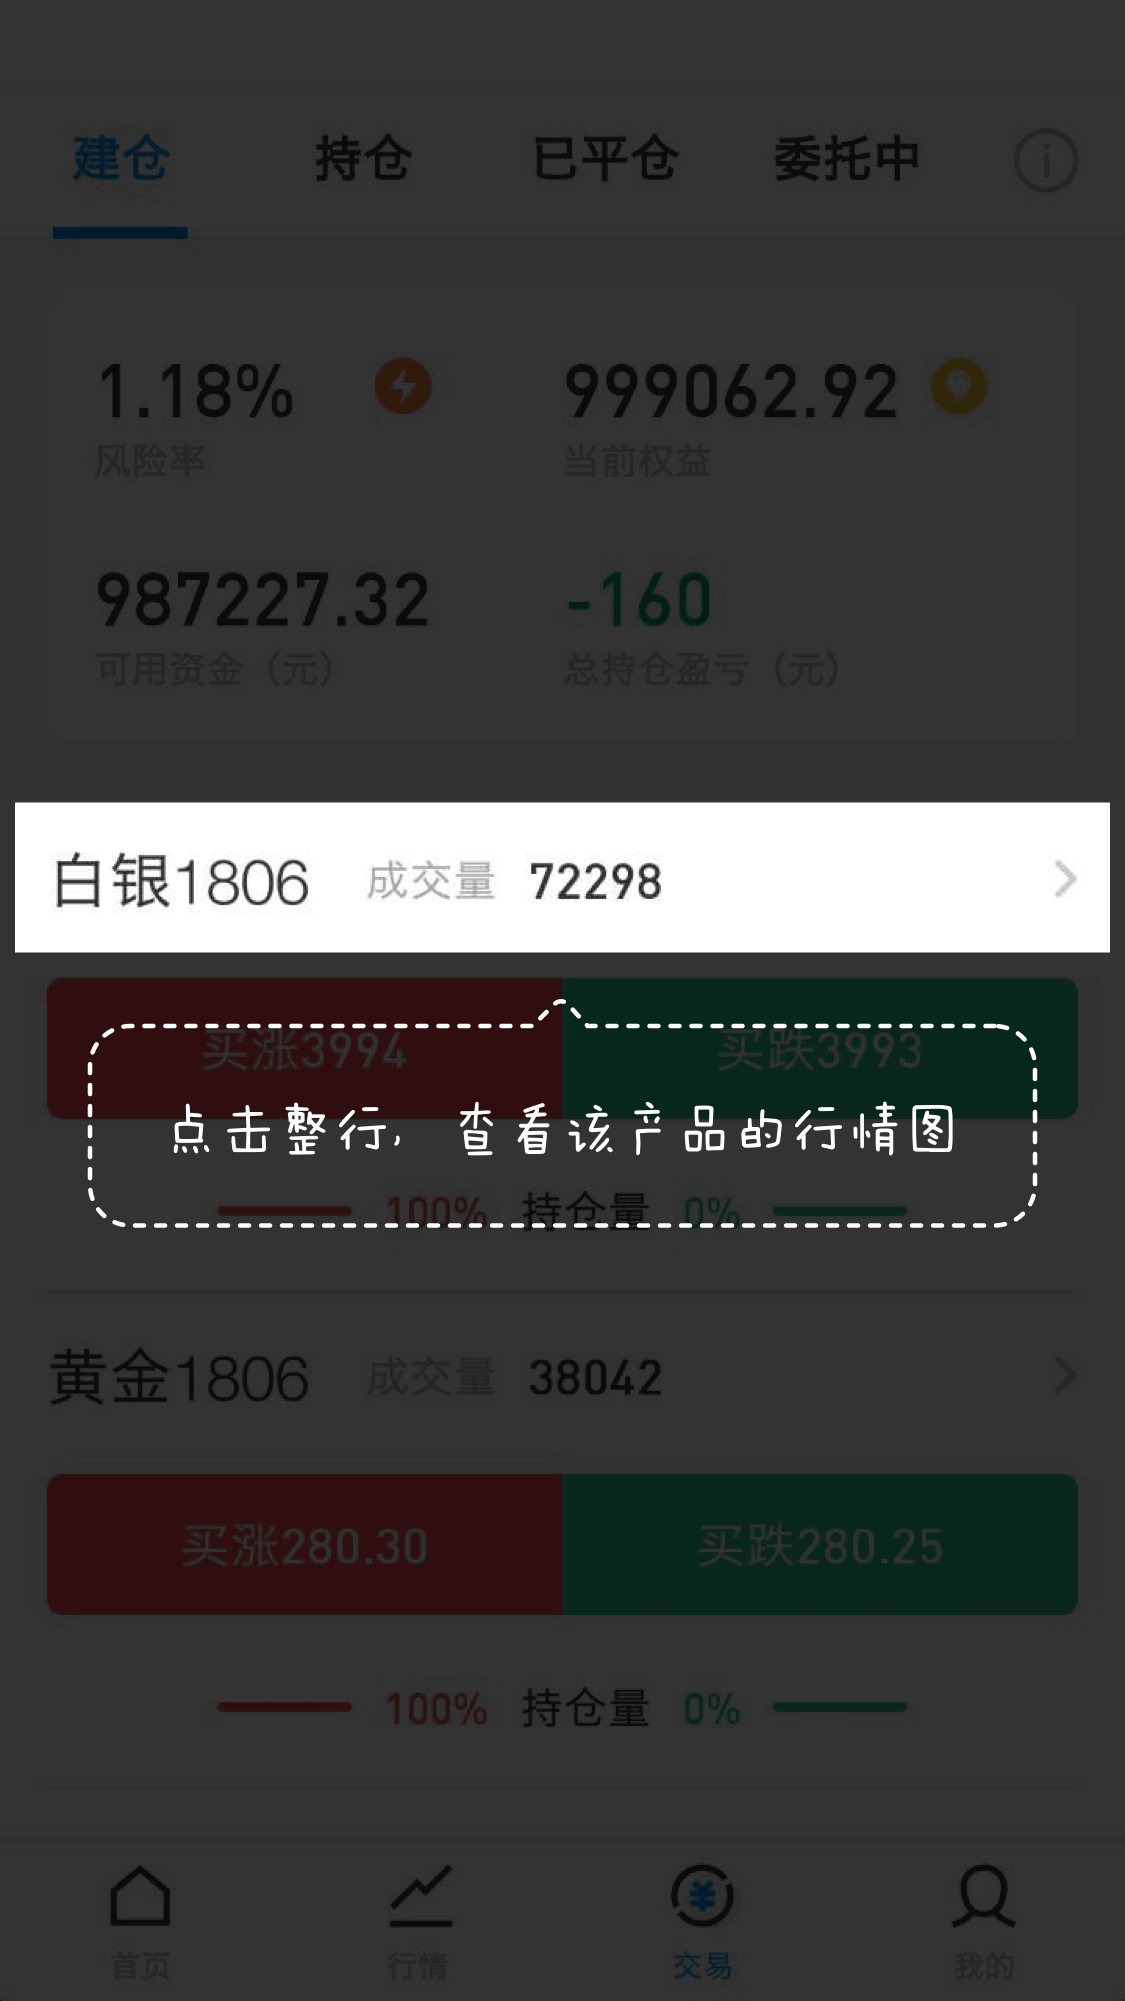 建仓 持仓 已平仓 委托中
1.18% 999062.92
风险率 当前权益
987227.32 -160
可用资金（元） 总持仓盈亏（元）
白银1806 成交量 72298
买涨3994 买跌3993
点击整行, 查看该产品的行情图
100% 持仓量 0%
黄金1806 成交量 38042
买涨280.30 买跌280.25
100% 持仓量 0%
首页 行情 交易 我的